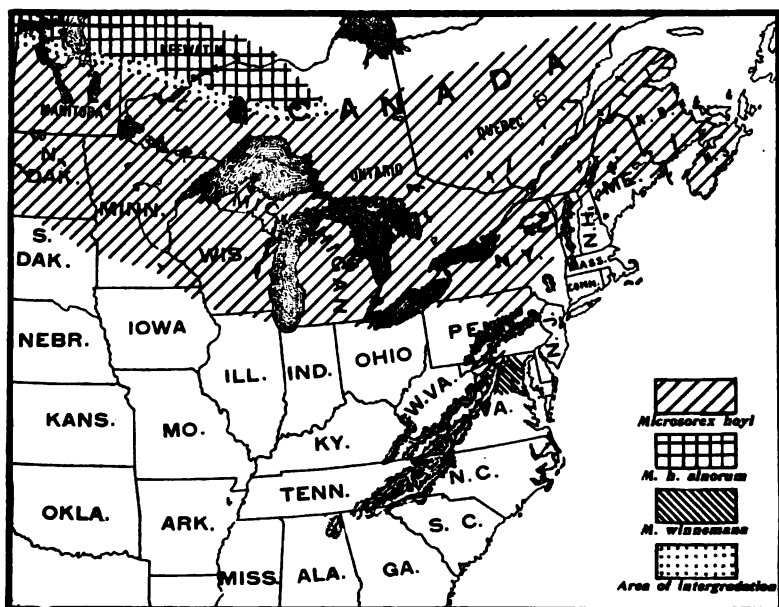 KEEWATIN
CANADA
MANITOBA
QUEBEC
N. B.
N. S.
ONTARIO
N. DAK.
MINN.
MICHIGAN
ME.
WIS.
N. Y.
N. H.
S. DAK.
MASS.
CONN.
NEBR.
IOWA
PENN.
N. J.
ILL.
IND.
OHIO
W. VA.
VA.
KANS.
MO.
KY.
TENN.
N. C.
OKLA.
ARK.
S. C.
MISS.
ALA.
GA.
Microsorex hoyi
M. h. alnorum
M. winnemana
Area of intergradation